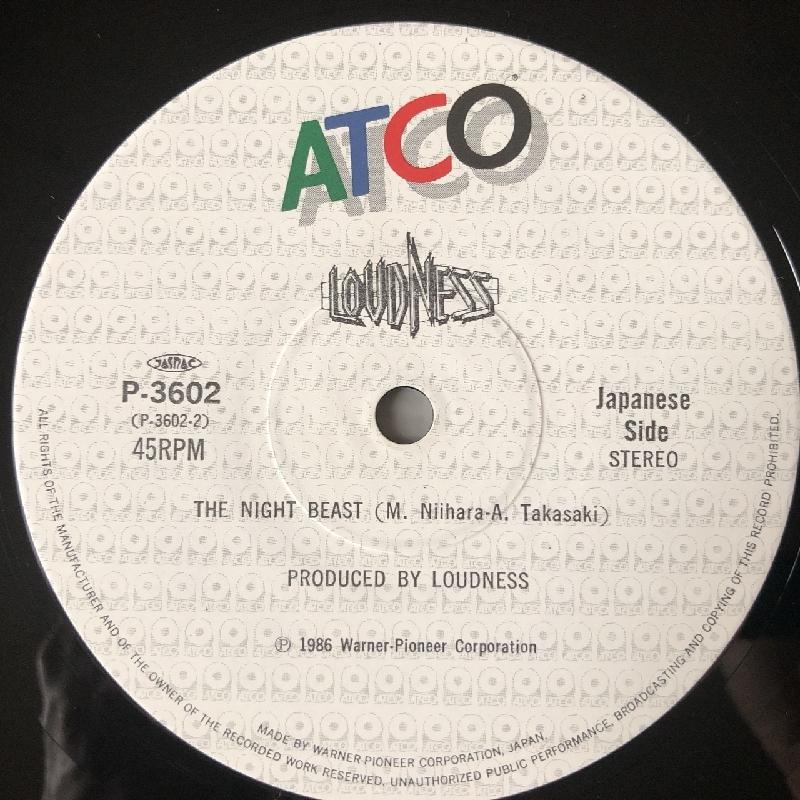 ATCO
LOUDNESS
JASRAC
P-3602
(P-3602-2)
45RPM
Japanese
Side
STEREO
THE NIGHT BEAST (M. Niihara-A. Takasaki)
PRODUCED BY LOUDNESS
Ⓟ 1986 Warner-Pioneer Corporation
ALL RIGHTS OF THE MANUFACTURER AND OF THE OWNER OF THE RECORDED WORK RESERVED. UNAUTHORIZED PUBLIC PERFORMANCE, BROADCASTING AND COPYING OF THIS RECORD PROHIBITED.
MADE BY WARNER-PIONEER CORPORATION, JAPAN.